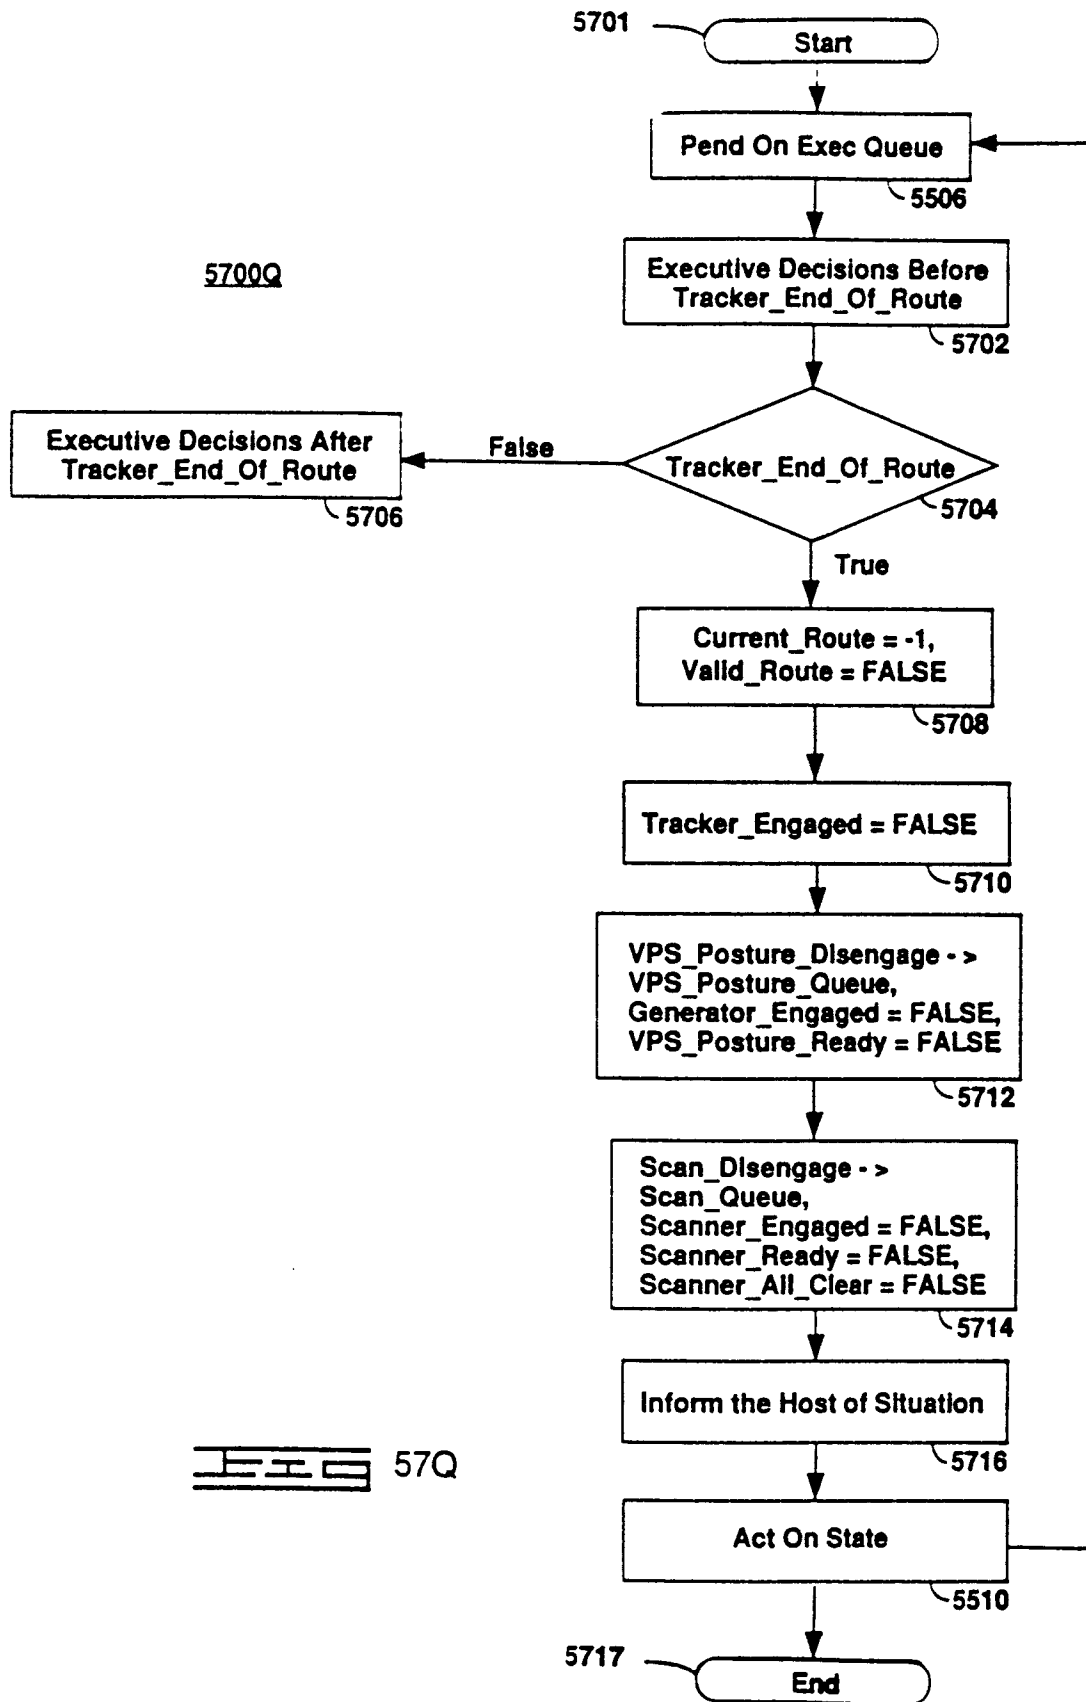 5701
Start
Pend On Exec Queue
5506
5700Q
Executive Decisions Before
Tracker_End_Of_Route
5702
Executive Decisions After
Tracker_End_Of_Route
5706
False
Tracker_End_Of_Route
5704
True
Current_Route = -1,
Valid_Route = FALSE
5708
Tracker_Engaged = FALSE
5710
VPS_Posture_Disengage - >
VPS_Posture_Queue,
Generator_Engaged = FALSE,
VPS_Posture_Ready = FALSE
5712
Scan_Disengage - >
Scan_Queue,
Scanner_Engaged = FALSE,
Scanner_Ready = FALSE,
Scanner_All_Clear = FALSE
5714
Inform the Host of Situation
5716
57Q
Act On State
5510
5717
End